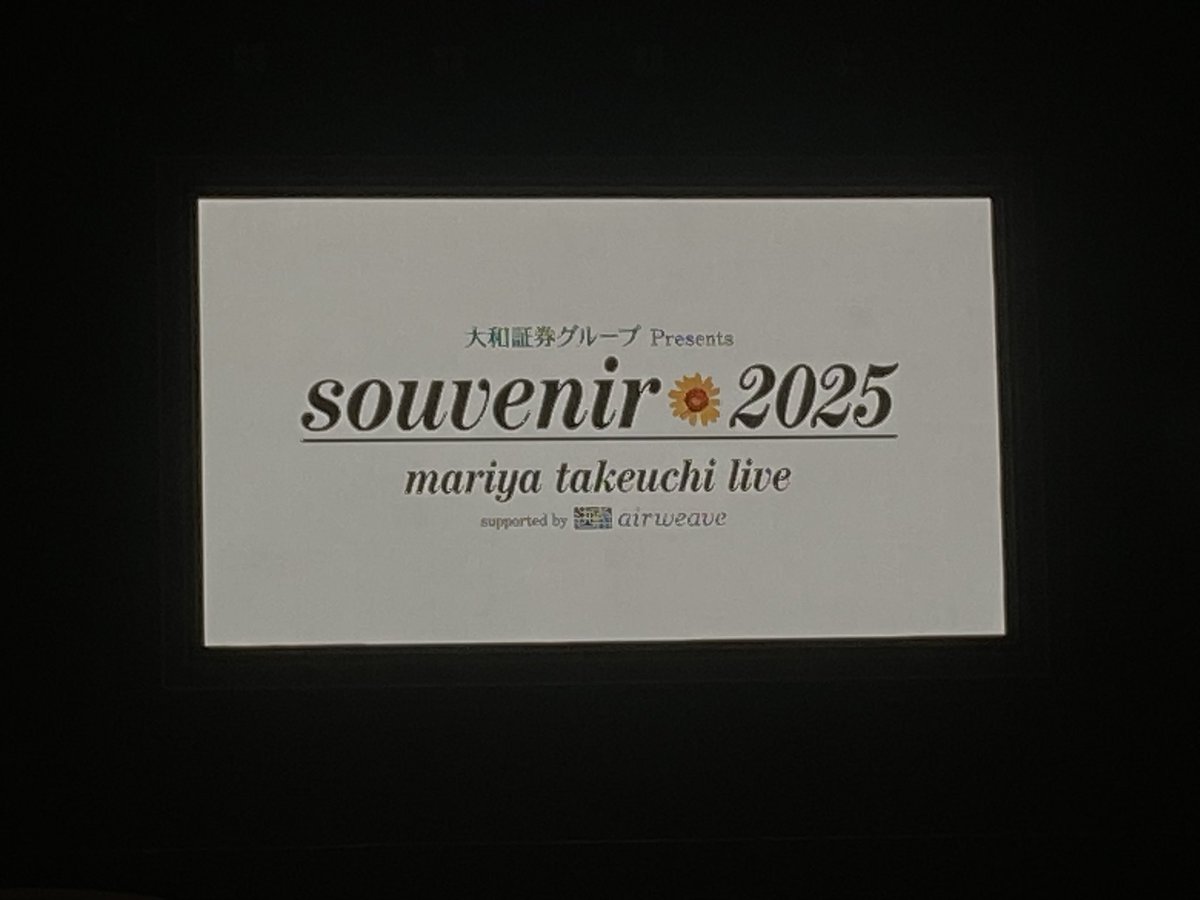 大和証券グループ Presents
souvenir 2025
mariya takeuchi live
supported by airweave